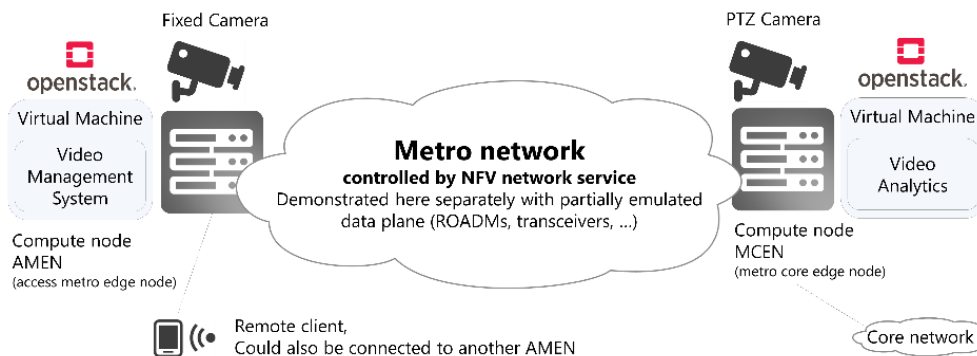 Fixed Camera
PTZ Camera
openstack.
openstack.
Virtual Machine
Video
Management
System
Metro network
controlled by NFV network service
Demonstrated here separately with partially emulated
data plane (ROADMs, transceivers, ...)
Virtual Machine
Video
Analytics
Compute node
AMEN
(access metro edge node)
Compute node
MCEN
(metro core edge node)
Remote client,
Could also be connected to another AMEN
Core network